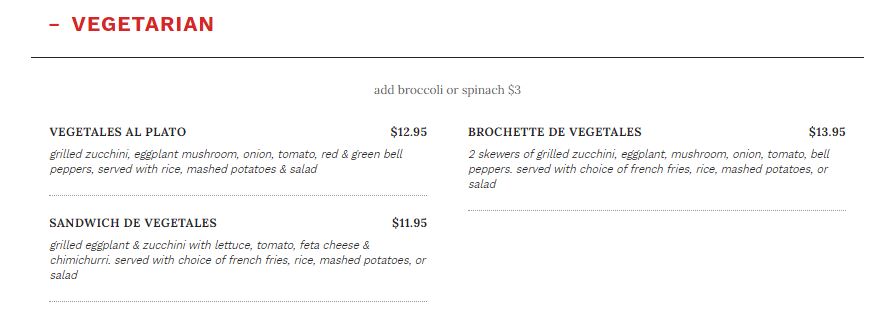 – VEGETARIAN
add broccoli or spinach $3
VEGETALES AL PLATO $12.95
grilled zucchini, eggplant mushroom, onion, tomato, red & green bell
peppers, served with rice, mashed potatoes & salad
SANDWICH DE VEGETALES $11.95
grilled eggplant & zucchini with lettuce, tomato, feta cheese &
chimichurri. served with choice of french fries, rice, mashed potatoes, or
salad
BROCHETTE DE VEGETALES $13.95
2 skewers of grilled zucchini, eggplant, mushroom, onion, tomato, bell
peppers. served with choice of french fries, rice, mashed potatoes, or
salad